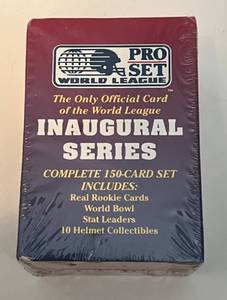 PRO
SET
WORLD LEAGUE
TM
The Only Official Card
of the World League
INAUGURAL
SERIES
COMPLETE 150-CARD SET
INCLUDES:
Real Rookie Cards
World Bowl
Stat Leaders
10 Helmet Collectibles